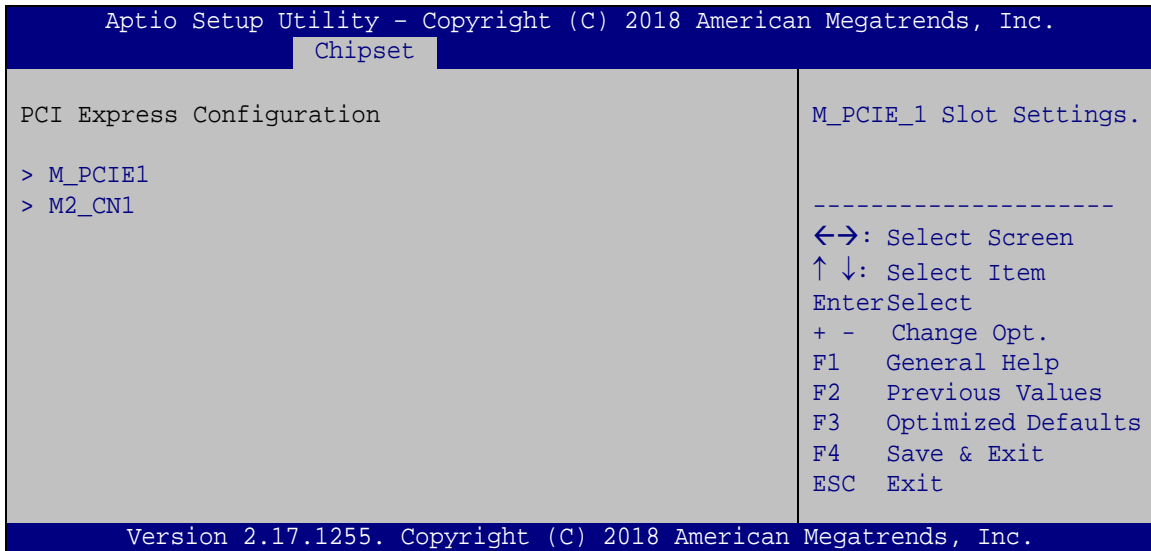 Aptio Setup Utility – Copyright (C) 2018 American Megatrends, Inc.
Chipset
PCI Express Configuration
> M_PCIE1
> M2_CN1
M_PCIE_1 Slot Settings.
---------------------
←→: Select Screen
↑ ↓: Select Item
EnterSelect
+ - Change Opt.
F1 General Help
F2 Previous Values
F3 Optimized Defaults
F4 Save & Exit
ESC Exit
Version 2.17.1255. Copyright (C) 2018 American Megatrends, Inc.